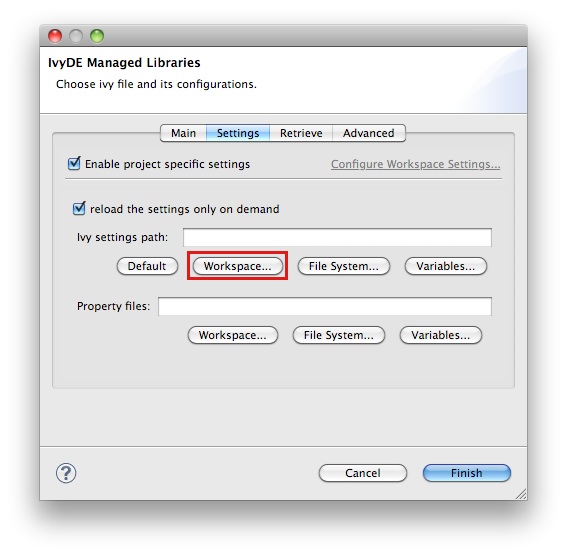 IvyDE Managed Libraries
Choose ivy file and its configurations.
Main Settings Retrieve Advanced
Enable project specific settings Configure Workspace Settings...
reload the settings only on demand
Ivy settings path:
Default Workspace... File System... Variables...
Property files:
Workspace... File System... Variables...
? Cancel Finish